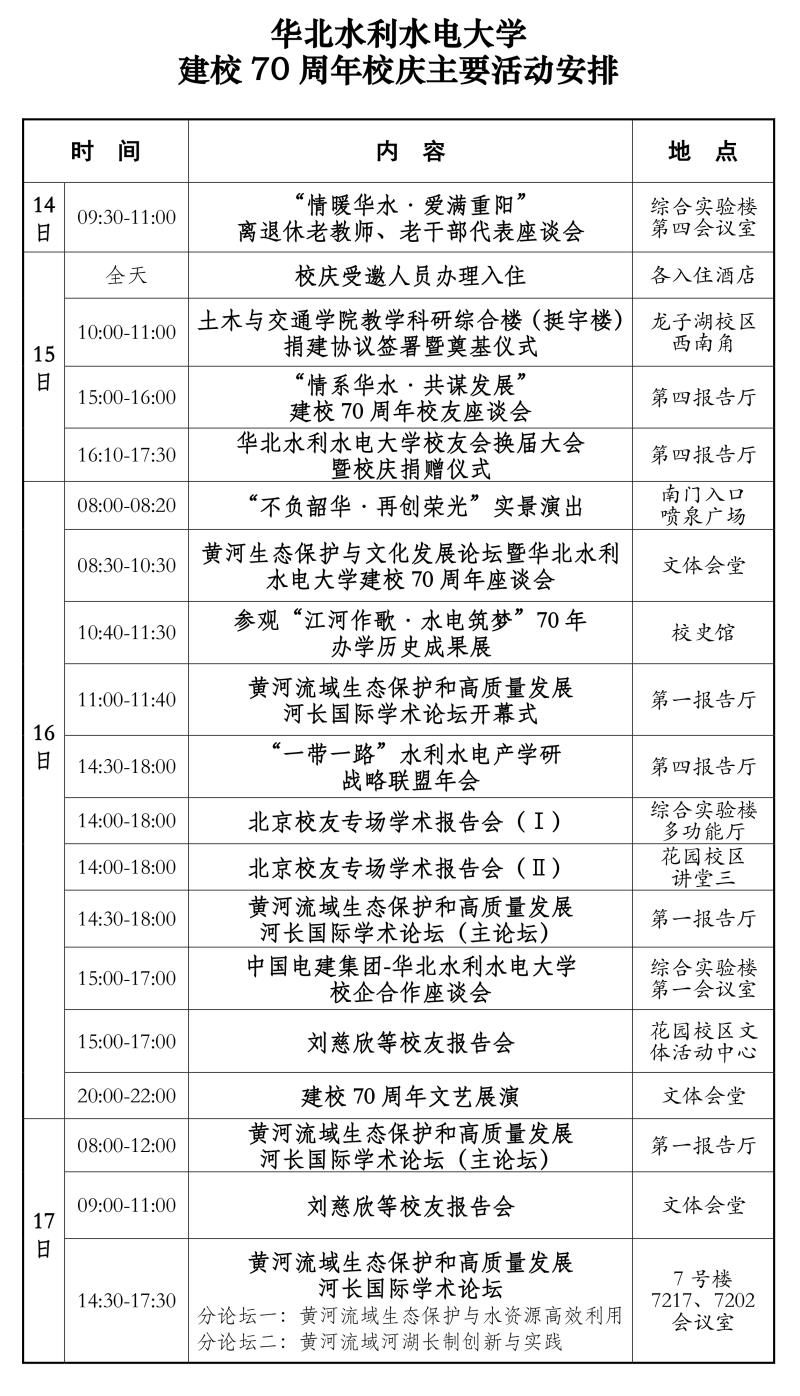 华北水利水电大学
建校 70 周年校庆主要活动安排
时 间
内 容
地 点
14
日
09:30-11:00
“情暖华水·爱满重阳”
离退休老教师、老干部代表座谈会
综合实验楼
第四会议室
15
日
全天
校庆受邀人员办理入住
各入住酒店
10:00-11:00
土木与交通学院教学科研综合楼（挺宇楼）
捐建协议签署暨奠基仪式
龙子湖校区
西南角
15:00-16:00
“情系华水·共谋发展”
建校 70 周年校友座谈会
第四报告厅
16:10-17:30
华北水利水电大学校友会换届大会
暨校庆捐赠仪式
第四报告厅
16
日
08:00-08:20
“不负韶华·再创荣光”实景演出
南门入口
喷泉广场
08:30-10:30
黄河生态保护与文化发展论坛暨华北水利
水电大学建校 70 周年座谈会
文体会堂
10:40-11:30
参观“江河作歌·水电筑梦”70 年
办学历史成果展
校史馆
11:00-11:40
黄河流域生态保护和高质量发展
河长国际学术论坛开幕式
第一报告厅
14:30-18:00
“一带一路”水利水电产学研
战略联盟年会
第四报告厅
14:00-18:00
北京校友专场学术报告会（Ⅰ）
综合实验楼
多功能厅
14:00-18:00
北京校友专场学术报告会（Ⅱ）
花园校区
讲堂三
14:30-18:00
黄河流域生态保护和高质量发展
河长国际学术论坛（主论坛）
第一报告厅
15:00-17:00
中国电建集团-华北水利水电大学
校企合作座谈会
综合实验楼
第一会议室
15:00-17:00
刘慈欣等校友报告会
花园校区文
体活动中心
20:00-22:00
建校 70 周年文艺展演
文体会堂
17
日
08:00-12:00
黄河流域生态保护和高质量发展
河长国际学术论坛（主论坛）
第一报告厅
09:00-11:00
刘慈欣等校友报告会
文体会堂
14:30-17:30
黄河流域生态保护和高质量发展
河长国际学术论坛
分论坛一：黄河流域生态保护与水资源高效利用
分论坛二：黄河流域河湖长制创新与实践
7 号楼
7217、7202
会议室